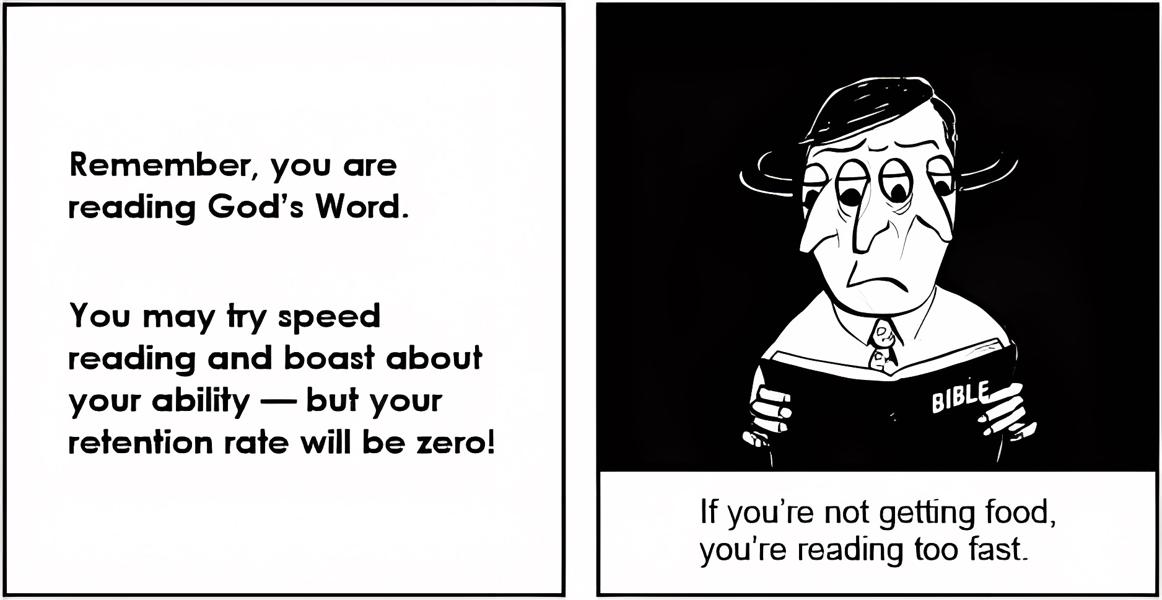 Remember, you are
reading God's Word.
You may try speed
reading and boast about
your ability — but your
retention rate will be zero!
BIBLE
If you're not getting food,
you're reading too fast.